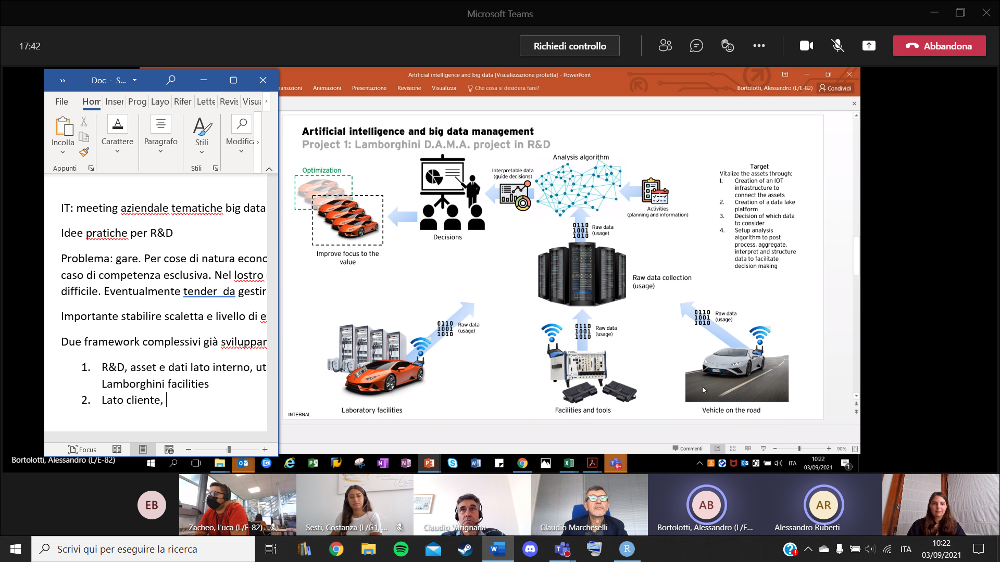 Microsoft Teams
17:42
Richiedi controllo
Abbandona
Doc - S...
File
Hom
Inser
Prog
Layo
Rifer
Lette
Revis
Visua
Incolla
Carattere
Paragrafo
Stili
Modifica
Appunti
Stili
IT: meeting aziendale tematiche big data
Idee pratiche per R&D
Problema: gare. Per cose di natura econo
caso di competenza esclusiva. Nel lostro
difficile. Eventualmente tender  da gestire
Importante stabilire scaletta e livello di
Due framework complessivi già sviluppar
1. R&D, asset e dati lato interno, ut
Lamborghini facilities
2. Lato cliente,
Focus
Artificial intelligence and big data [Visualizzazione protetta] - PowerPoint
ransizioni
Animazioni
Presentazione
Revisione
Visualizza
Che cosa si desidera fare?
Bortolotti, Alessandro (L/E-82)
Condividi
Artificial intelligence and big data management
Project 1: Lamborghini D.A.M.A. project in R&D
Optimization
Improve focus to the
value
Decisions
Interpretable data
(guide decisions)
Analysis algorithm
Activities
(planning and information)
Target
Vitalize the assets through:
1. Creation of an IOT
infrastructure to
connect the assets
2. Creation of a data lake
platform
3. Decision of which data
to consider
4. Setup analysis
algorithm to post
process, aggregate,
interpret and structure
data to facilitate
decision making
0110
1001
1010
Raw data
(usage)
Raw data collection
(usage)
0110
1001
1010
Raw data
(usage)
0110
1001
1010
Raw data
(usage)
0110
1001
1010
Raw data
(usage)
Laboratory facilities
Facilities and tools
Vehicle on the road
INTERNAL
Commenti
90%
Bortolotti, Alessandro (L/E-82)
9+
ITA
10:22
03/09/2021
1
EB
Zacheo, Luca (L/E-82)
Sesti, Costanza (L/G1, ...
Claudio Varignana
Claudio Marcheselli
AB
Bortolotti, Alessandro (L/E...
AR
Alessandro Ruberti
Scrivi qui per eseguire la ricerca
ITA
10:22
03/09/2021